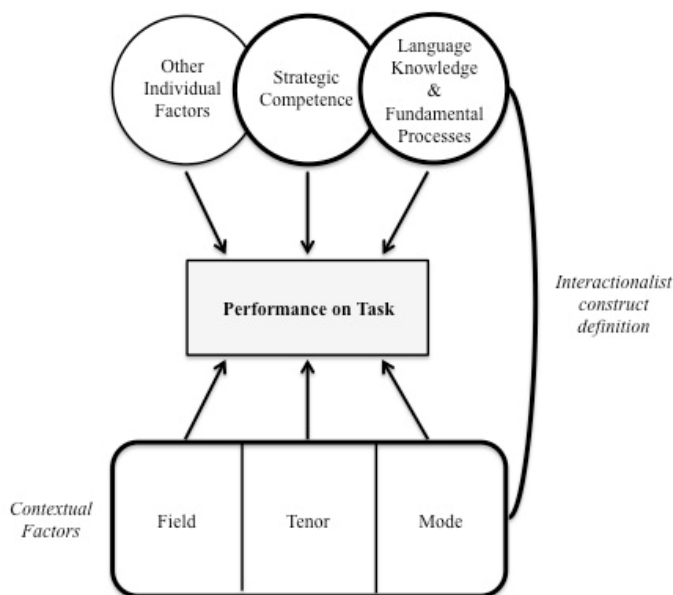 Other
Individual
Factors
Strategic
Competence
Language
Knowledge
&
Fundamental
Processes
Performance on Task
Interactionalist
construct
definition
Contextual
Factors
Field
Tenor
Mode